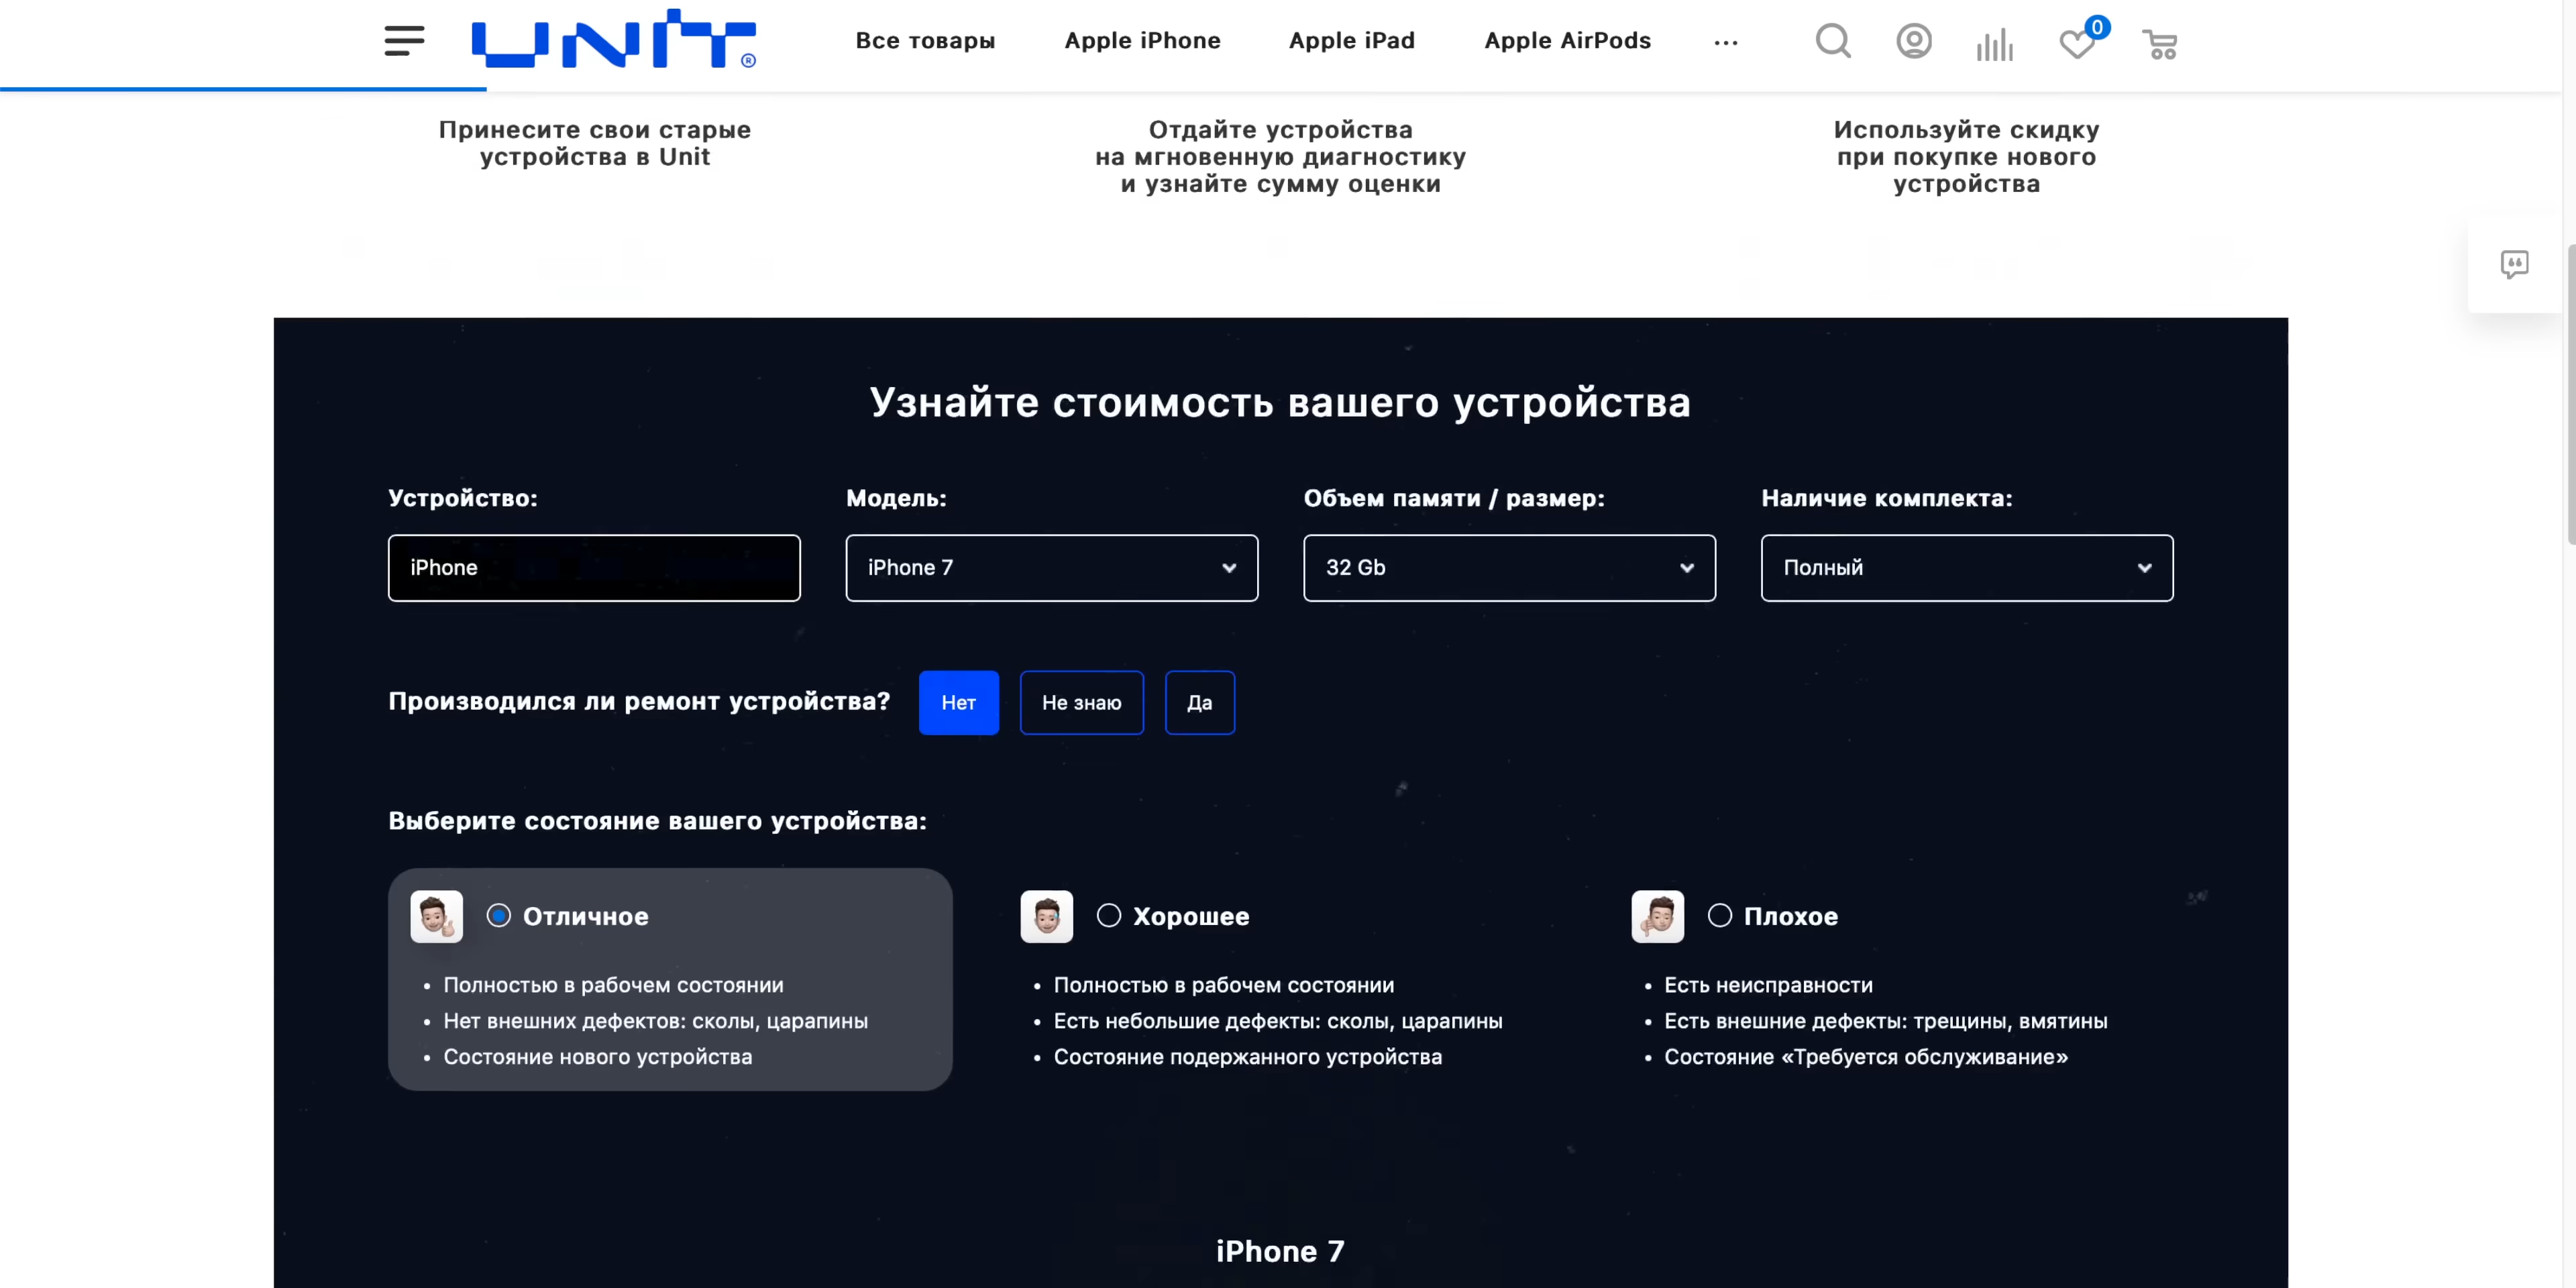 UNIT®
Все товары
Apple iPhone
Apple iPad
Apple AirPods
...
0
Принесите свои старые
устройства в Unit
Отдайте устройства
на мгновенную диагностику
и узнайте сумму оценки
Используйте скидку
при покупке нового
устройства
Узнайте стоимость вашего устройства
Устройство:
iPhone
Модель:
iPhone 7
Объем памяти / размер:
32 Gb
Наличие комплекта:
Полный
Производился ли ремонт устройства?
Нет
Не знаю
Да
Выберите состояние вашего устройства:
Отличное
• Полностью в рабочем состоянии
• Нет внешних дефектов: сколы, царапины
• Состояние нового устройства
Хорошее
• Полностью в рабочем состоянии
• Есть небольшие дефекты: сколы, царапины
• Состояние подержанного устройства
Плохое
• Есть неисправности
• Есть внешние дефекты: трещины, вмятины
• Состояние «Требуется обслуживание»
iPhone 7